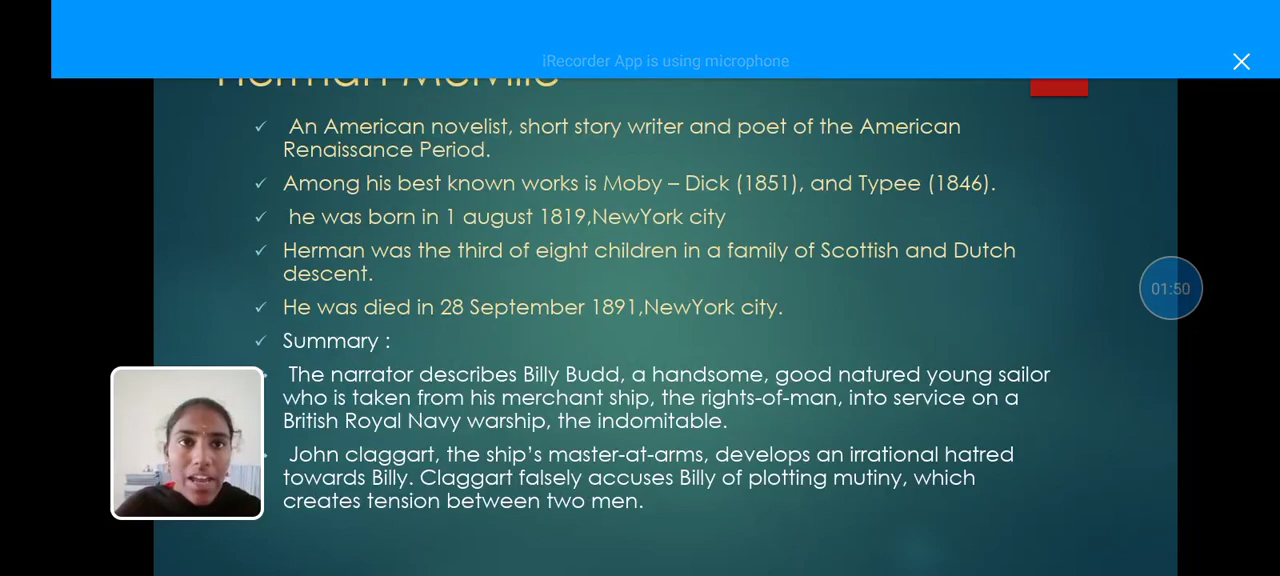 iRecorder App is using microphone
Herman Melville
An American novelist, short story writer and poet of the American
Renaissance Period.
Among his best known works is Moby – Dick (1851), and Typee (1846).
he was born in 1 august 1819,NewYork city
Herman was the third of eight children in a family of Scottish and Dutch
descent.
He was died in 28 September 1891,NewYork city.
01:50
Summary :
The narrator describes Billy Budd, a handsome, good natured young sailor
who is taken from his merchant ship, the rights-of-man, into service on a
British Royal Navy warship, the indomitable.
John claggart, the ship’s master-at-arms, develops an irrational hatred
towards Billy. Claggart falsely accuses Billy of plotting mutiny, which
creates tension between two men.